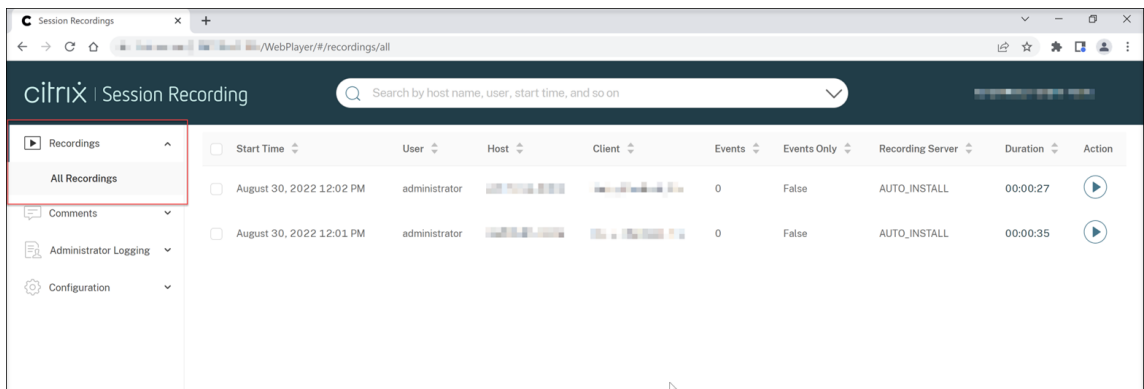 Session Recordings
/WebPlayer/#/recordings/all
citrix | Session Recording
Search by host name, user, start time, and so on
Recordings
All Recordings
Comments
Administrator Logging
Configuration
Start Time User Host Client Events Events Only Recording Server Duration Action
August 30, 2022 12:02 PM administrator 0 False AUTO_INSTALL 00:00:27
August 30, 2022 12:01 PM administrator 0 False AUTO_INSTALL 00:00:35